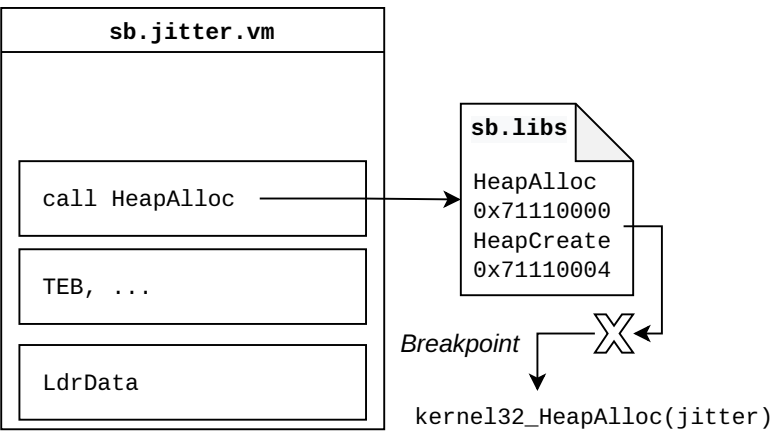 sb.jitter.vm
call HeapAlloc
TEB, ...
LdrData
sb.libs
HeapAlloc
0x71110000
HeapCreate
0x71110004
Breakpoint
kernel32_HeapAlloc(jitter)